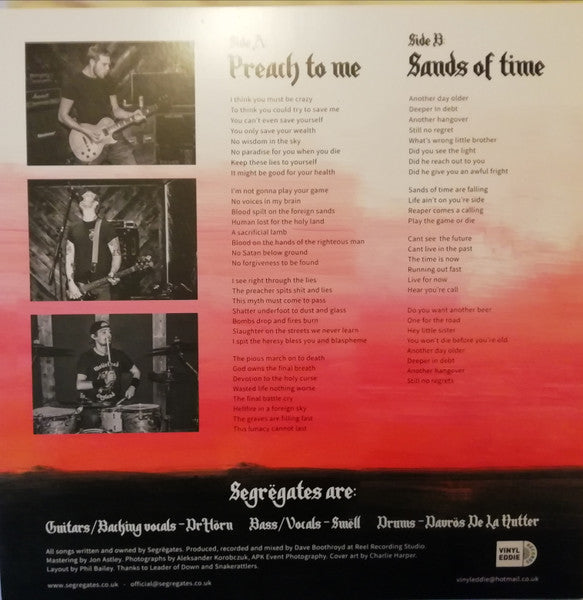 Side A:
Preach to me
I think you must be crazy
To think you could try to save me
You can't even save yourself
You only save your wealth
No wisdom in the sky
No paradise for you when you die
Keep these lies to yourself
It might be good for your health
I'm not gonna play your game
No voices in my brain
Blood spilt on the foreign sands
Human lost for the holy land
A sacrificial lamb
Blood on the hands of the righteous man
No Satan below ground
No forgiveness to be found
I see right through the lies
The preacher spits shit and lies
This myth must come to pass
Shatter underfoot to dust and glass
Bombs drop and fires burn
Slaughter on the streets we never learn
I spit the heresy bless you and blaspheme
The pious march on to death
God owns the final breath
Devotion to the holy curse
Wasted life nothing worse
The final battle cry
Hellfire in a foreign sky
The graves are filling fast
This lunacy cannot last
Side B:
Sands of time
Another day older
Deeper In debt
Another hangover
Still no regret
What's wrong little brother
Did you see the light
Did he reach out to you
Did he give you an awful fright
Sands of time are falling
Life ain't on you're side
Reaper comes a calling
Play the game or die
Cant see the future
Cant live in the past
The time is now
Running out fast
Live for now
Hear you're call
Do you want another beer
One for the road
Hey little sister
You won't die before you're old
Another day older
Deeper in debt
Another hangover
Still no regrets
Segrëgates are:
Guitars/Backing vocals - Dr Hörn Bass/Vocals - Smëll Drums - Davrös De La Nutter
All songs written and owned by Segrëgates. Produced, recorded and mixed by Dave Boothroyd at Reel Recording Studio.
Mastering by Jon Astley. Photographs by Aleksander Korobczuk, APK Event Photography. Cover art by Charlie Harper.
Layout by Phil Bailey. Thanks to Leader of Down and Snakerattlers.
www.segregates.co.uk - official@segregates.co.uk
VINYL
EDDIE
vinyleddie@hotmail.co.uk